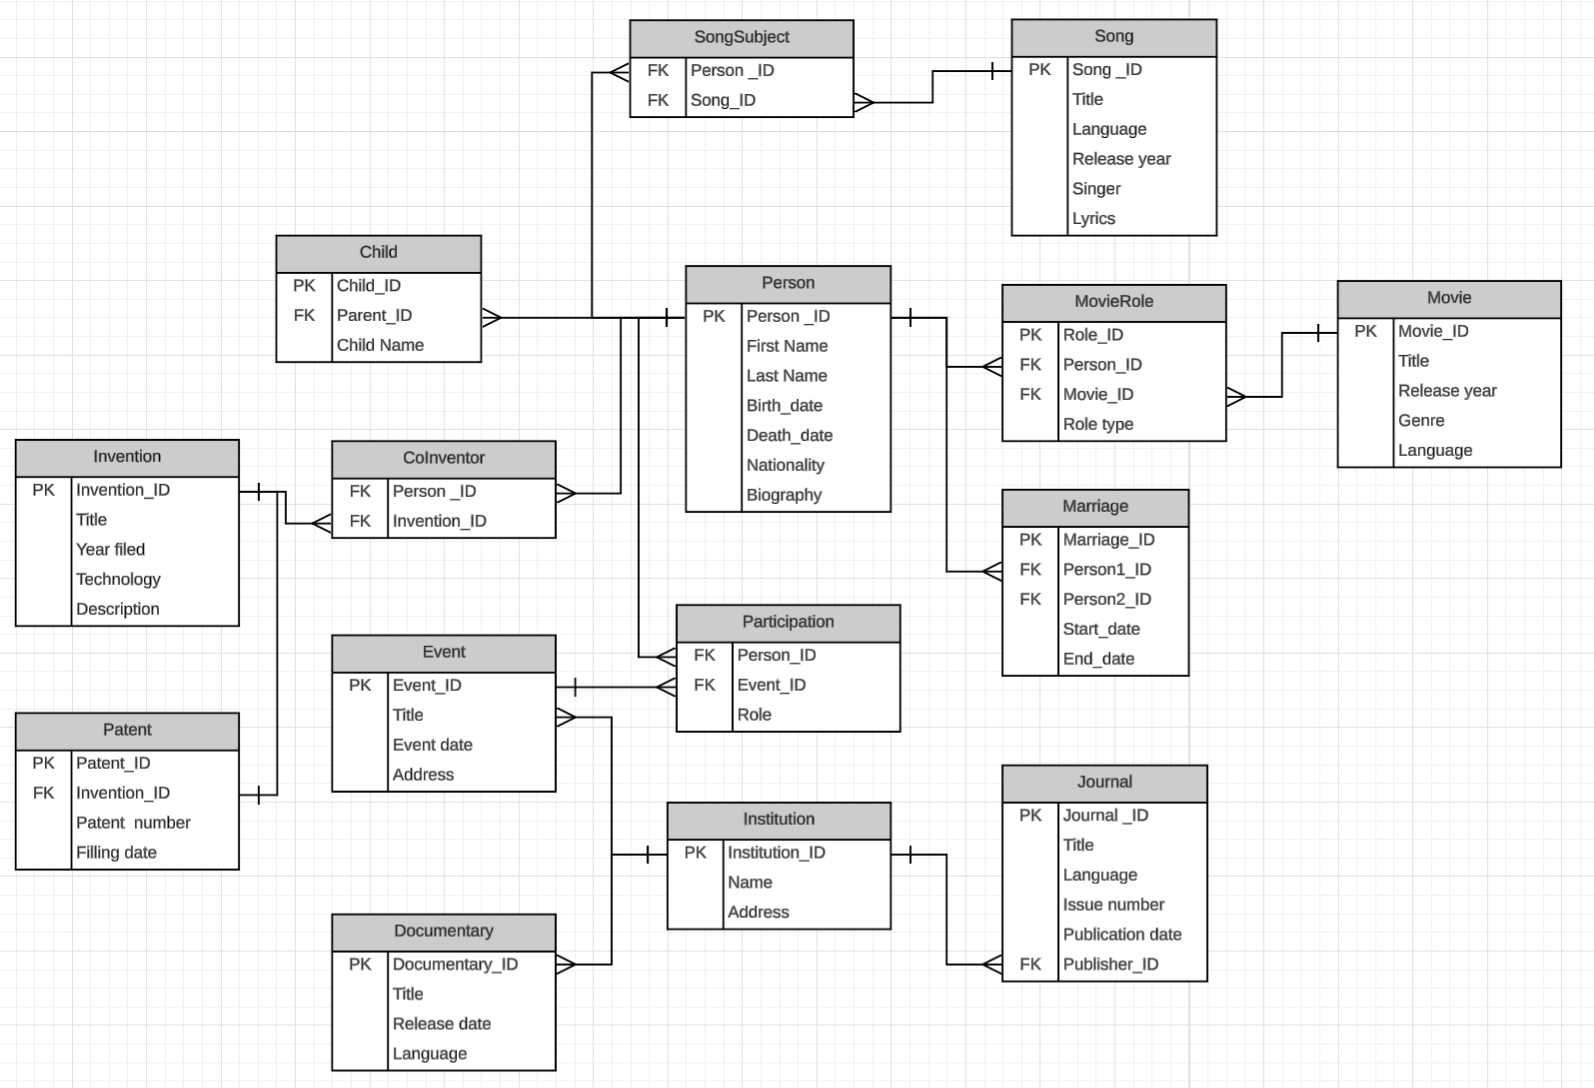 SongSubject
FK Person _ID
FK Song_ID
Song
PK Song _ID
Title
Language
Release year
Singer
Lyrics
Child
PK Child_ID
FK Parent_ID
Child Name
Person
PK Person _ID
First Name
Last Name
Birth_date
Death_date
Nationality
Biography
MovieRole
PK Role_ID
FK Person_ID
FK Movie_ID
Role type
Movie
PK Movie_ID
Title
Release year
Genre
Language
Invention
PK Invention_ID
Title
Year filed
Technology
Description
CoInventor
FK Person _ID
FK Invention_ID
Marriage
PK Marriage_ID
FK Person1_ID
FK Person2_ID
Start_date
End_date
Event
PK Event_ID
Title
Event date
Address
Participation
FK Person_ID
FK Event_ID
Role
Patent
PK Patent_ID
FK Invention_ID
Patent number
Filling date
Institution
PK Institution_ID
Name
Address
Journal
PK Journal _ID
Title
Language
Issue number
Publication date
FK Publisher_ID
Documentary
PK Documentary_ID
Title
Release date
Language